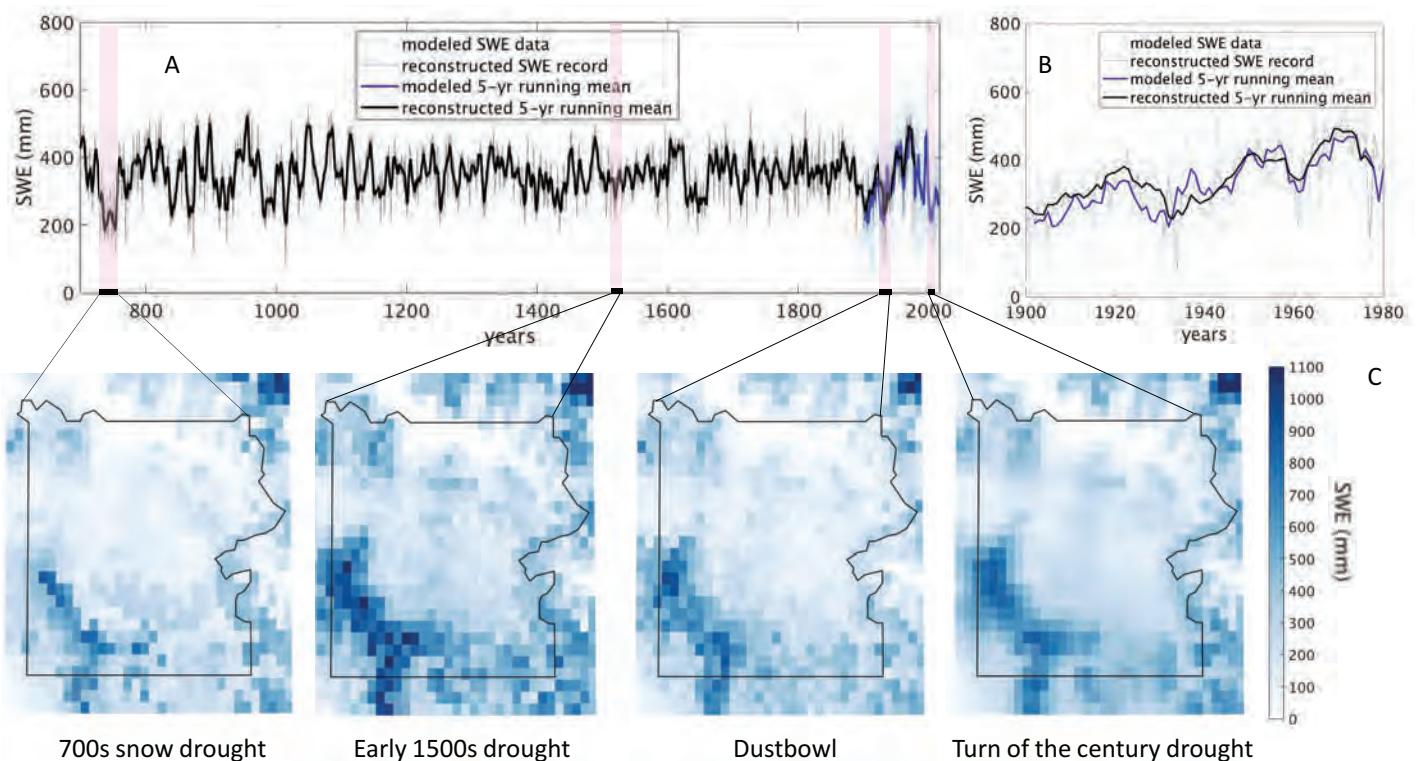 A
800
600
400
200
0
SWE (mm)
modeled SWE data
reconstructed SWE record
modeled 5-yr running mean
reconstructed 5-yr running mean
800
1000
1200
1400
1600
1800
2000
years
B
800
600
400
200
0
SWE (mm)
modeled SWE data
reconstructed SWE record
modeled 5-yr running mean
reconstructed 5-yr running mean
1900
1920
1940
1960
1980
years
C
1100
1000
900
800
700
600
500
400
300
200
100
0
SWE (mm)
700s snow drought
Early 1500s drought
Dustbowl
Turn of the century drought